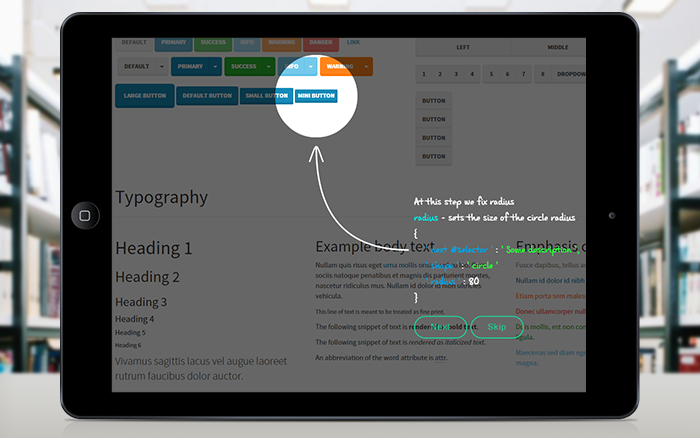 DEFAULT PRIMARY SUCCESS INFO WARNING DANGER LINK
DEFAULT PRIMARY SUCCESS INFO WARNING
LARGE BUTTON DEFAULT BUTTON SMALL BUTTON MINI BUTTON
LEFT MIDDLE
1 2 3 4 5 6 7 8 DROPDOW
BUTTON
BUTTON
BUTTON
BUTTON
Typography
Heading 1
Heading 2
Heading 3
Heading 4
Heading 5
Heading 6
Vivamus sagittis lacus vel augue laoreet
rutrum faucibus dolor auctor.
Example body text
Nullam quis risus eget urna mollis
sociis natoque penatibus et magnis dis parturient montes,
nascetur ridiculus mus. Nullam id dolor id nibh
vehicula.
This line of text is meant to be treated as fine print.
The following snippet of text is rendered as bold text.
The following snippet of text is rendered as italicized text.
An abbreviation of the word attribute is attr.
Emphasis c
Fusce dapibus, tellus a
Nullam id dolor id nibh
Etiam porta sem males
Donec ullamcorper null
Duis mollis, est non com
ligula.
Maecenas sed diam eg
At this step we fix radius
radius - sets the size of the circle radius
{
'next #selector' : 'Some description',
'shape' : 'circle'
'radius' : 80
}
Next Skip